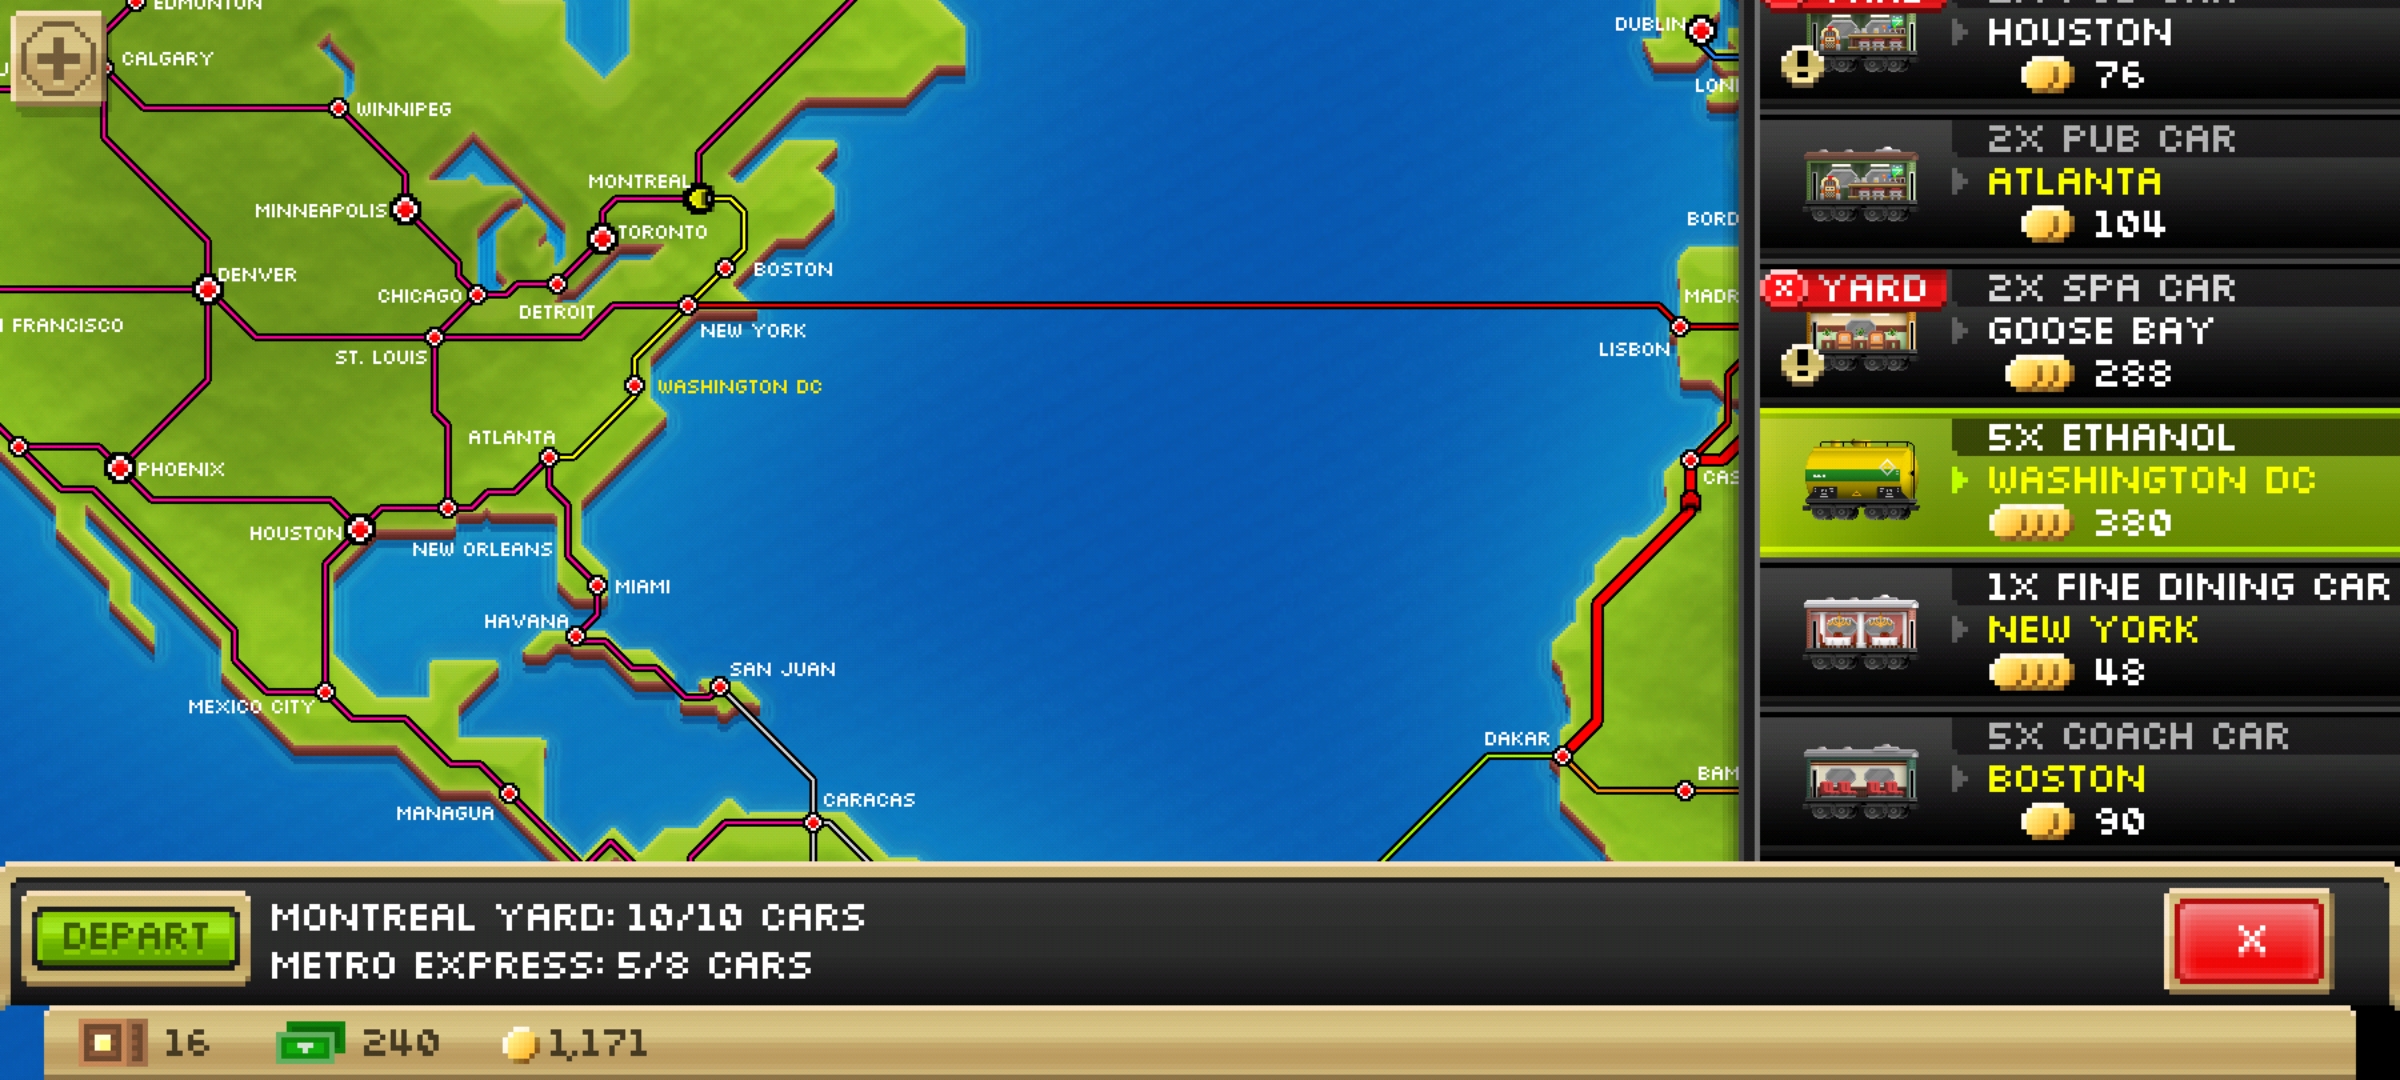 EDMONTON
CALGARY
WINNIPEG
MINNEAPOLIS
MONTREAL
TORONTO
DENVER
CHICAGO
DETROIT
BOSTON
FRANCISCO
ST. LOUIS
NEW YORK
WASHINGTON DC
ATLANTA
PHOENIX
HOUSTON
NEW ORLEANS
MIAMI
HAVANA
SAN JUAN
MEXICO CITY
MANAGUA
CARACAS
DUBLIN
LON
BORD
MADR
LISBON
CAS
DAKAR
BAM
HOUSTON
76
2X PUB CAR
ATLANTA
104
YARD
2X SPA CAR
GOOSE BAY
288
5X ETHANOL
WASHINGTON DC
380
1X FINE DINING CAR
NEW YORK
48
5X COACH CAR
BOSTON
90
DEPART
MONTREAL YARD: 10/10 CARS
METRO EXPRESS: 5/8 CARS
X
16
240
1,171